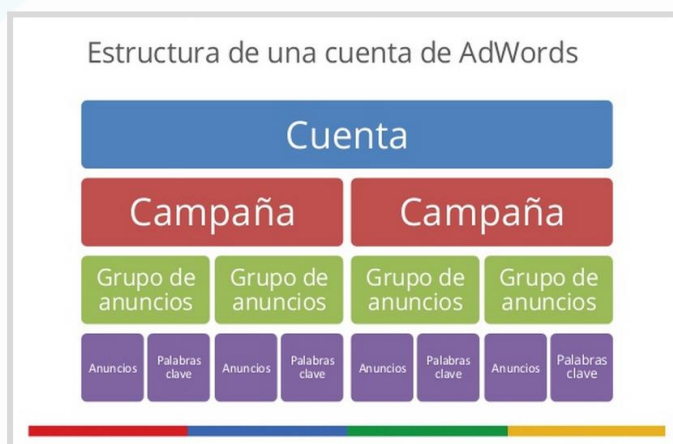 Estructura de una cuenta de AdWords
Cuenta
Campaña Campaña
Grupo de anuncios
Grupo de anuncios
Grupo de anuncios
Grupo de anuncios
Anuncios
Palabras clave
Anuncios
Palabras clave
Anuncios
Palabras clave
Anuncios
Palabras clave